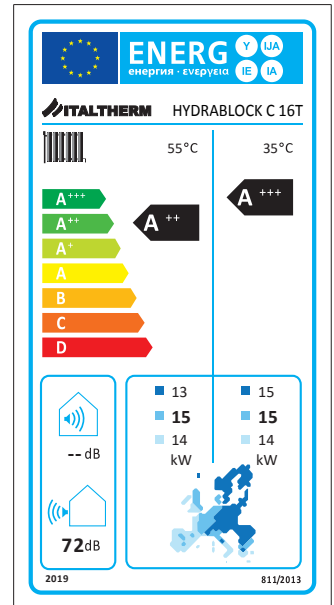 ENERG Y IJA
енергия · ενεργεια IE IA
ITALTHERM HYDRABLOCK C 16T
55°C 35°C
A+++
A++
A+
A
B
C
D
A++
A+++
-- dB
72dB
13 15
15 15
14 14
kW kW
2019 811/2013